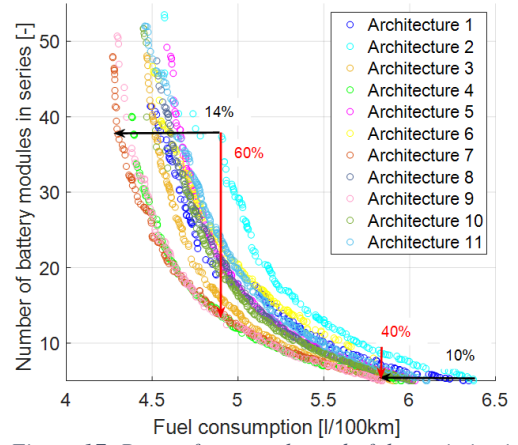 Number of battery modules in series [-]
50
40
30
20
10
4
4.5
5
5.5
6
6.5
Fuel consumption [l/100km]
14%
60%
40%
10%
Architecture 1
Architecture 2
Architecture 3
Architecture 4
Architecture 5
Architecture 6
Architecture 7
Architecture 8
Architecture 9
Architecture 10
Architecture 11